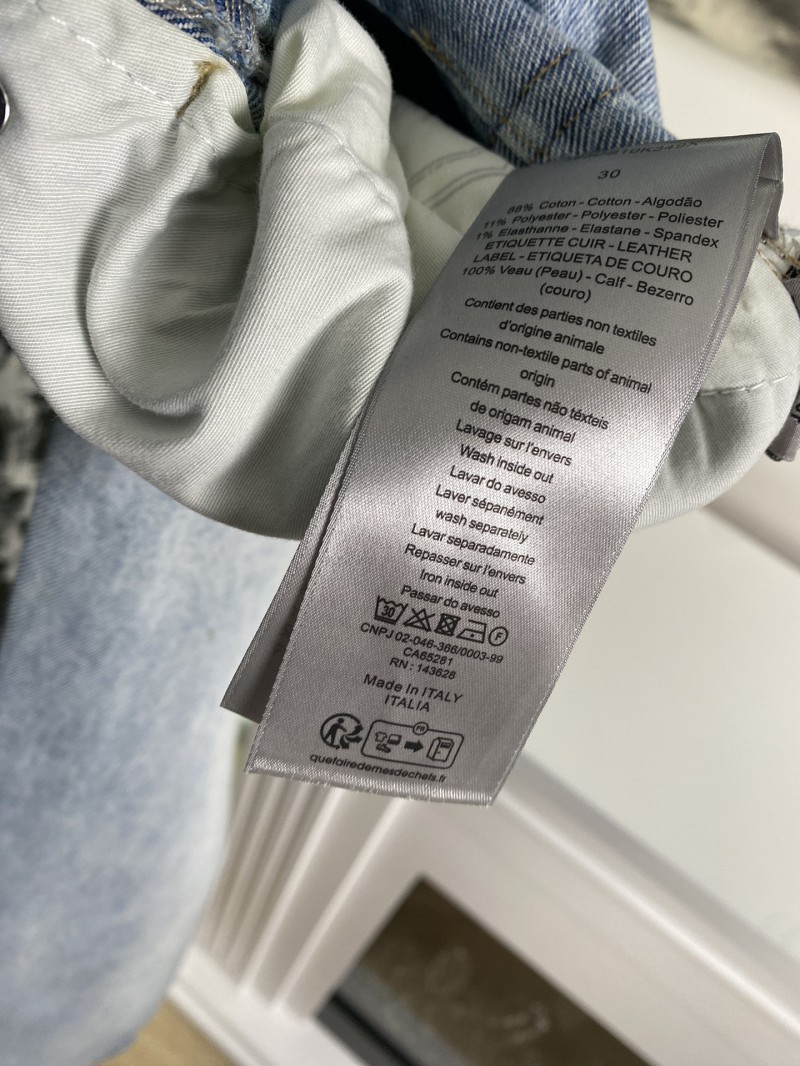 30
88% Coton - Cotton - Algodão
11% Polyester - Polyester - Poliester
1% Elasthanne - Elastane - Spandex
ETIQUETTE CUIR - LEATHER
LABEL - ETIQUETA DE COURO
100% Veau (Peau) - Calf - Bezerro
(couro)
Contient des parties non textiles
d'origine animale
Contains non-textile parts of animal
origin
Contém partes não têxteis
de origam animal
Lavage sur l'envers
Wash inside out
Lavar do avesso
Laver sépanément
wash separately
Lavar separadamente
Repasser sur l'envers
Iron inside out
Passar do avesso
30 F
CNPJ 02-046-366/0003-99
CA65281
RN : 143628
Made In ITALY
ITALIA
FR
quefairedemesdechets.fr